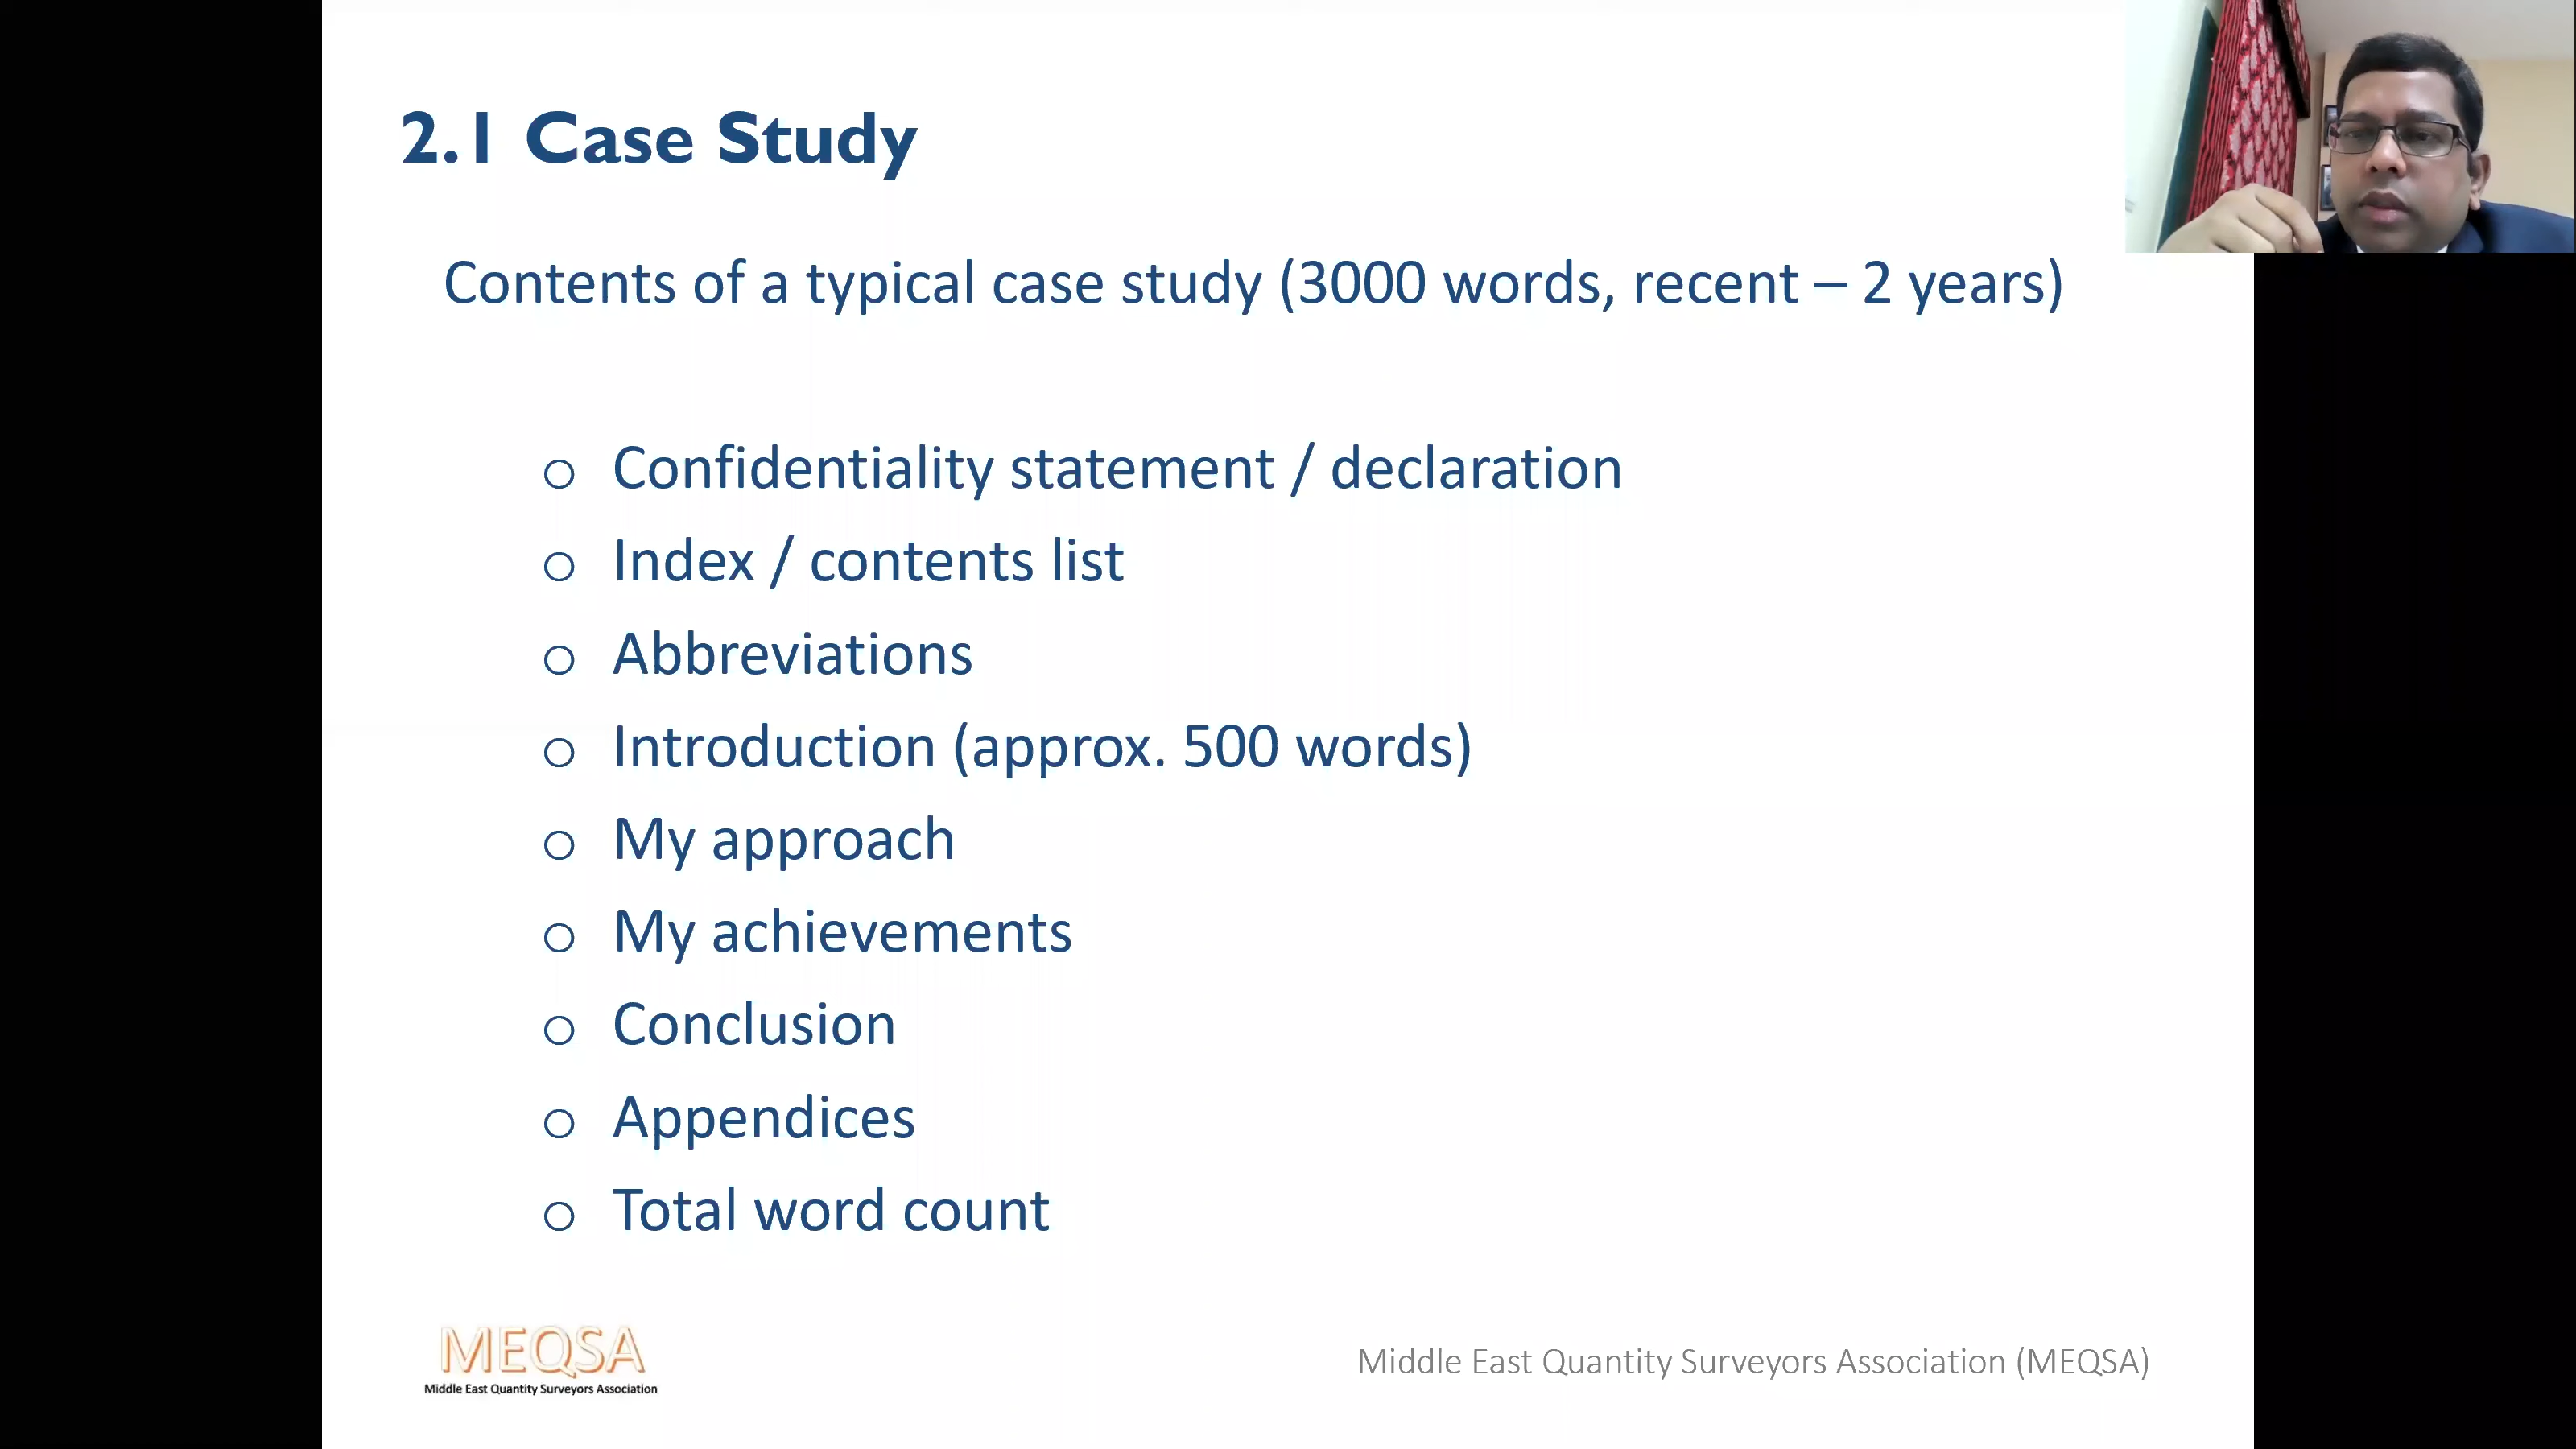 2.1 Case Study
Contents of a typical case study (3000 words, recent – 2 years)
o Confidentiality statement / declaration
o Index / contents list
o Abbreviations
o Introduction (approx. 500 words)
o My approach
o My achievements
o Conclusion
o Appendices
o Total word count
MEQSA
Middle East Quantity Surveyors Association
Middle East Quantity Surveyors Association (MEQSA)